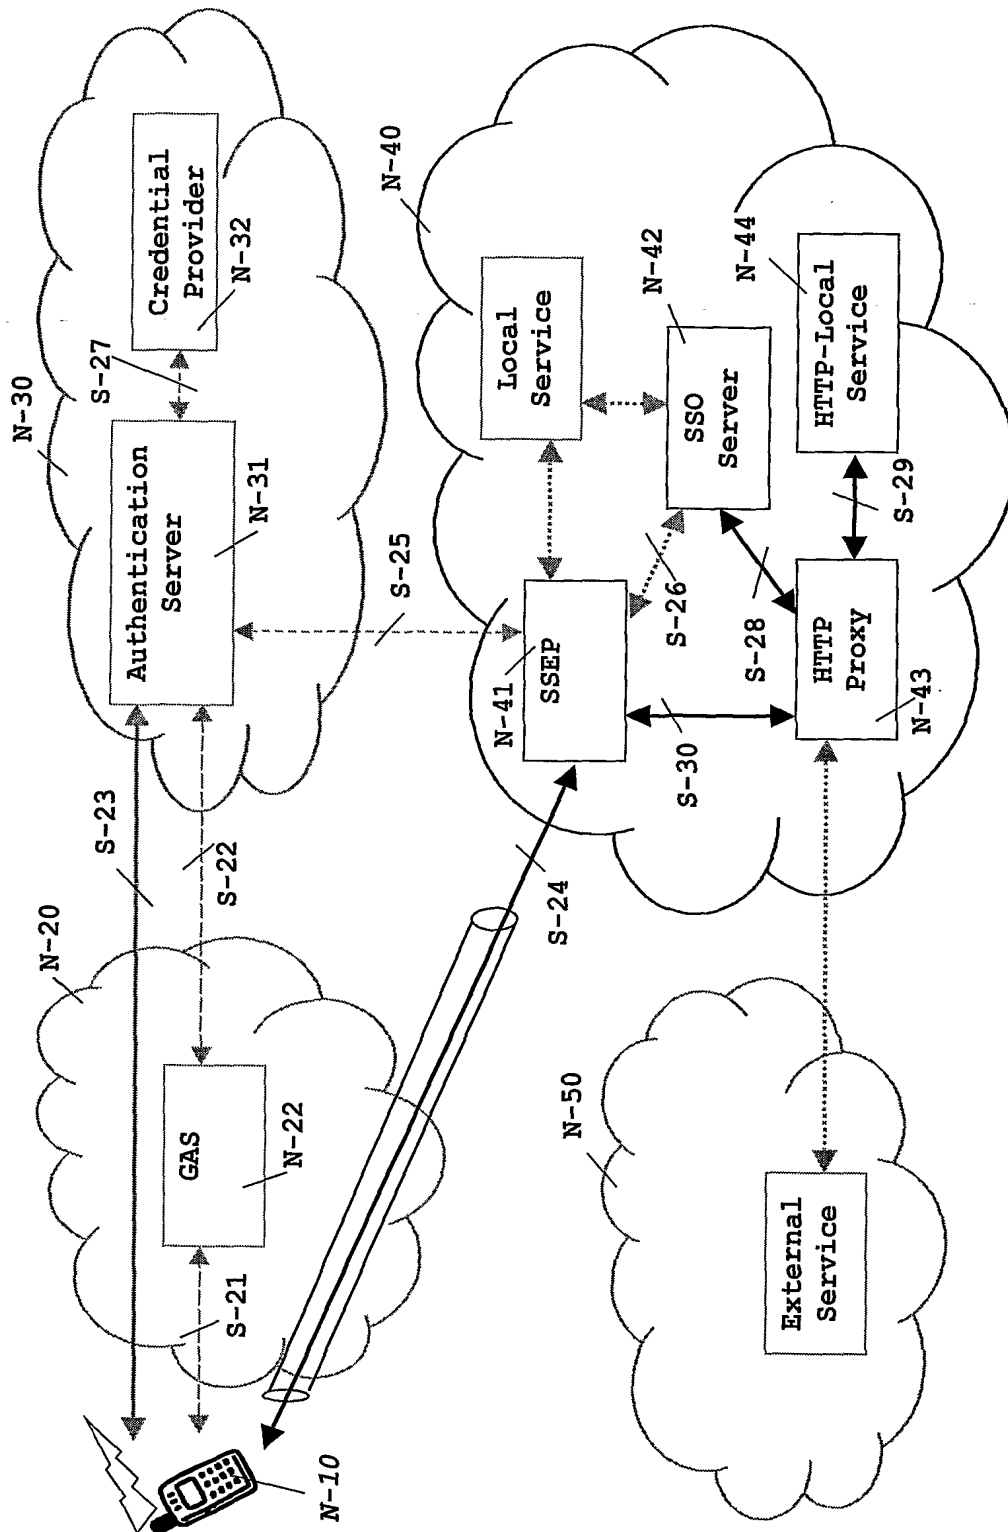 N-10
S-21
GAS
N-22
N-20
S-22
S-23
Authentication
Server
N-31
N-30
S-27
Credential
Provider
N-32
S-24
S-25
N-41
SSEP
Local
Service
N-40
S-26
SSO
Server
N-42
S-28
S-30
HTTP
Proxy
N-43
S-29
HTTP-Local
Service
N-44
N-50
External
Service